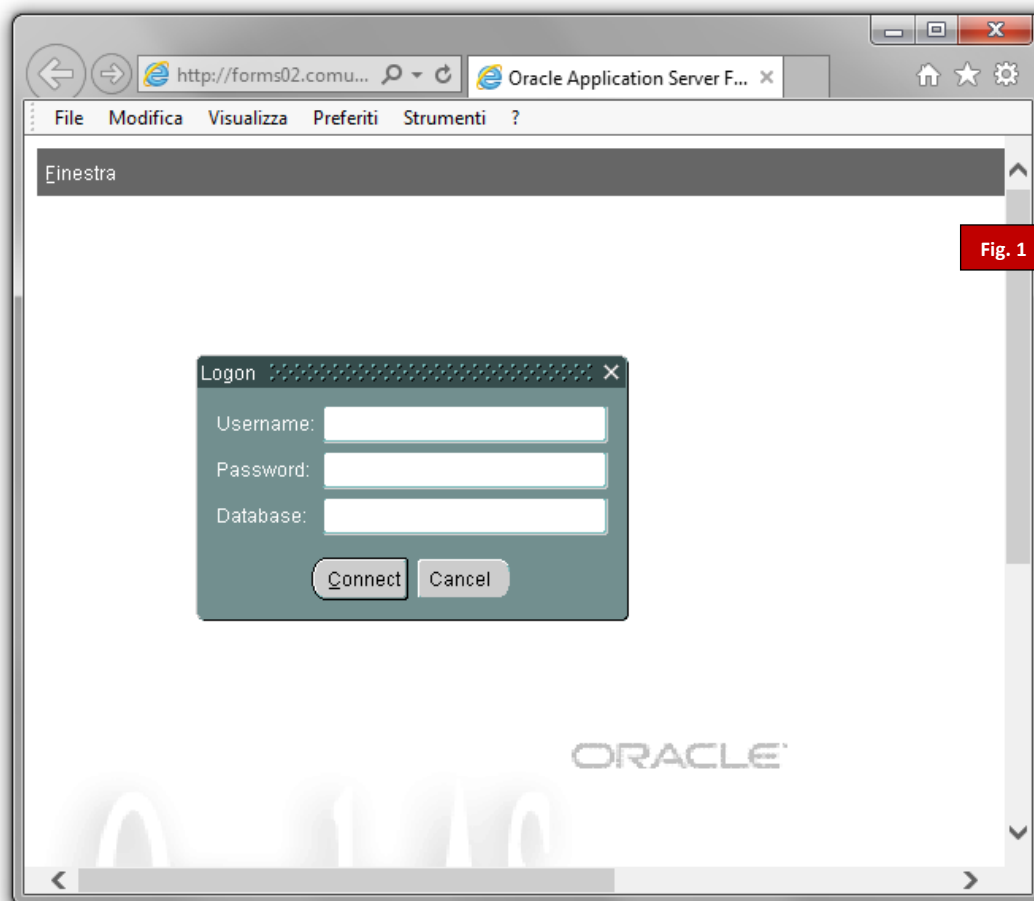 http://forms02.comu...
Oracle Application Server F...
File Modifica Visualizza Preferiti Strumenti ?
Finestra
Fig. 1
Logon
Username:
Password:
Database:
Connect Cancel
ORACLE